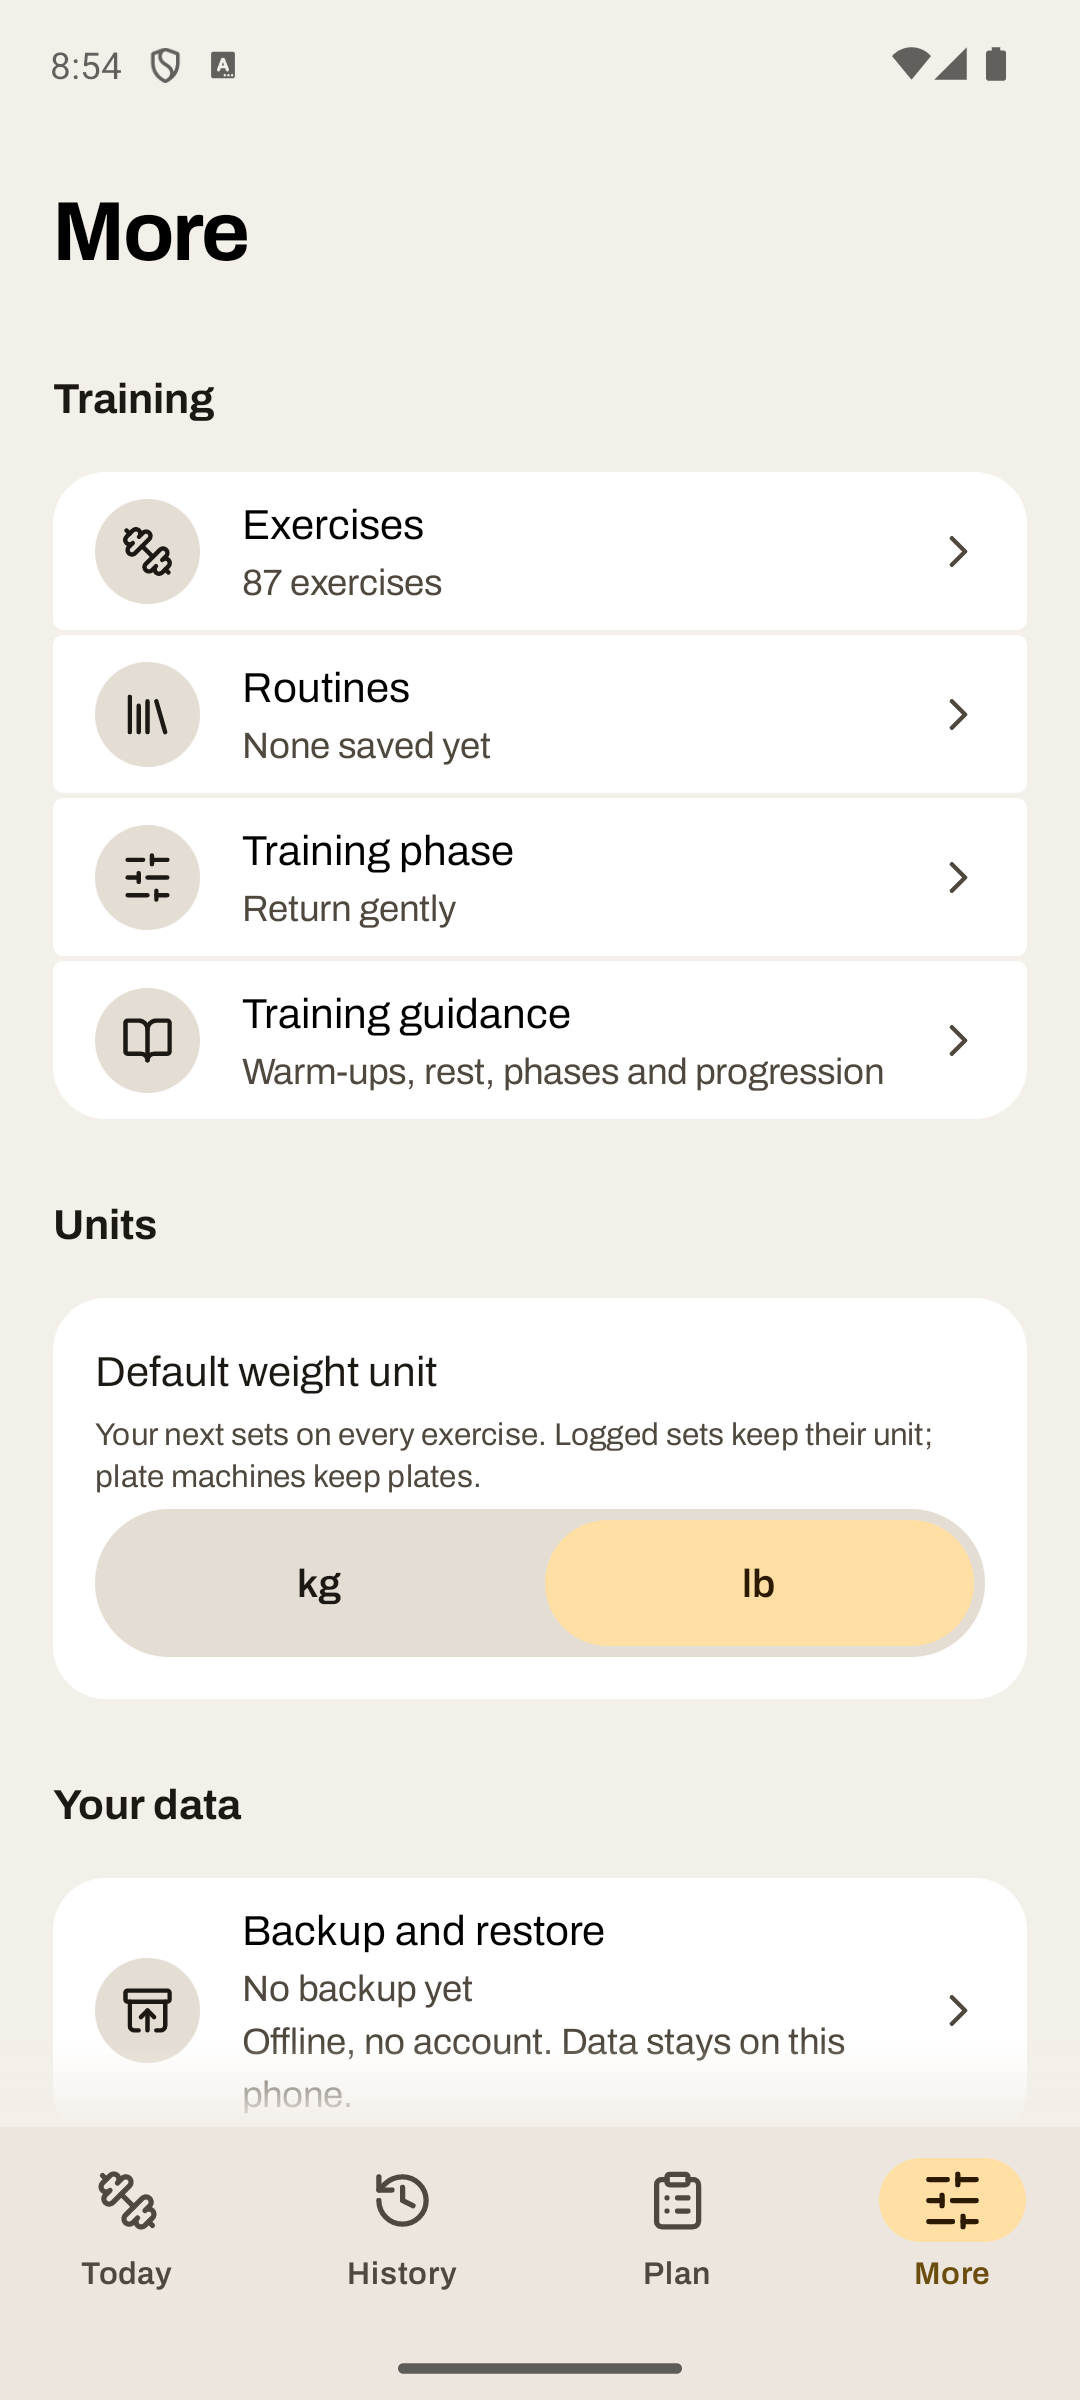 8:54
More
Training
Exercises
87 exercises
Routines
None saved yet
Training phase
Return gently
Training guidance
Warm-ups, rest, phases and progression
Units
Default weight unit
Your next sets on every exercise. Logged sets keep their unit;
plate machines keep plates.
kg
lb
Your data
Backup and restore
No backup yet
Offline, no account. Data stays on this
phone.
Today
History
Plan
More